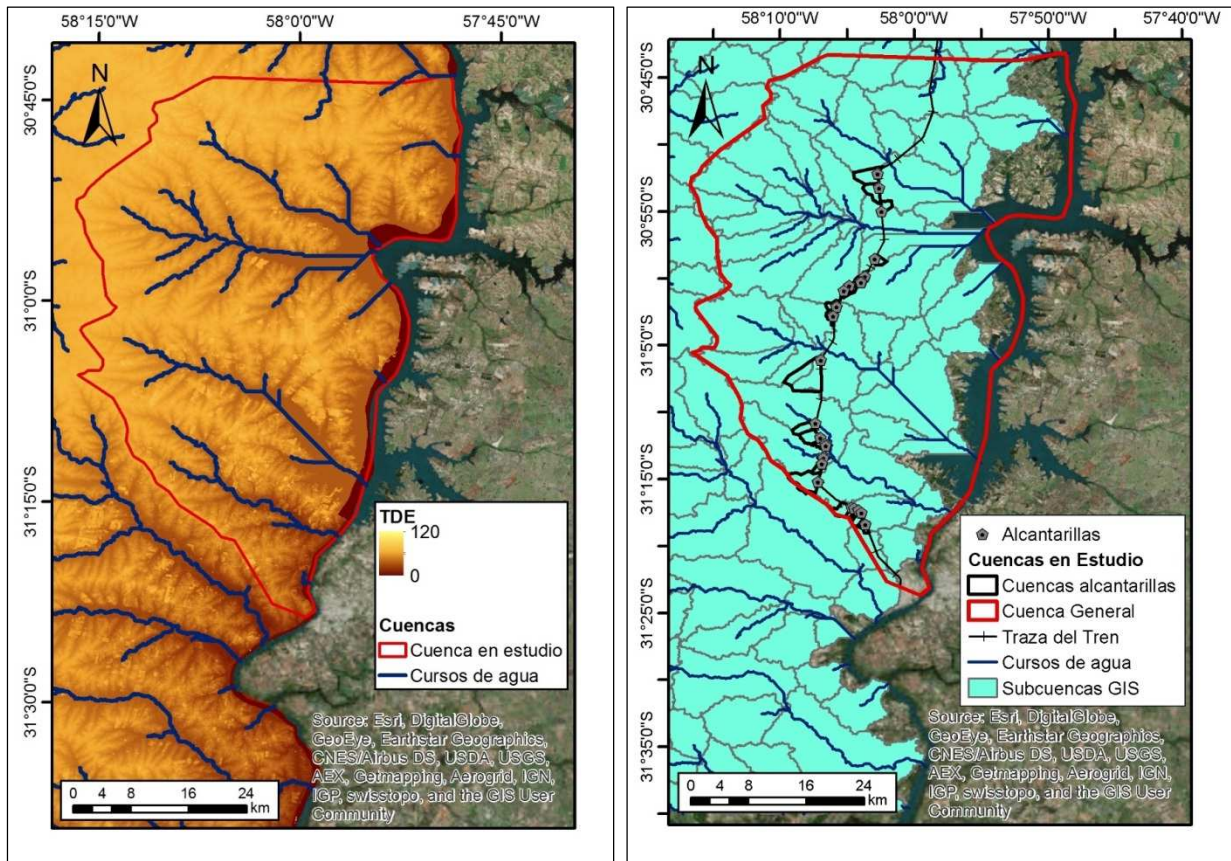 58°15'0"W
58°00'0"W
57°45'0"W
30°45'0"S
31°0'0"S
31°15'0"S
31°30'0"S
N
TDE
120
0
Cuencas
Cuenca en estudio
Cursos de agua
Source: Esri, DigitalGlobe,
GeoEye, Earthstar Geographics,
CNES/Airbus DS, USDA, USGS,
AEX, Getmapping, Aerogrid, IGN,
IGP, swisstopo, and the GIS User
Community
0 4 8 16 24
km
58°10'0"W
58°00'0"W
57°50'0"W
57°40'0"W
30°45'0"S
30°55'0"S
31°5'0"S
31°15'0"S
31°25'0"S
31°35'0"S
N
Alcantarillas
Cuencas en Estudio
Cuencas alcantarillas
Cuenca General
Traza del Tren
Cursos de agua
Subcuencas GIS
Source: Esri, DigitalGlobe,
GeoEye, Earthstar Geographics,
CNES/Airbus DS, USDA, USGS,
AEX, Getmapping, Aerogrid, IGN,
IGP, swisstopo, and the GIS User
Community
0 4 8 16 24
km